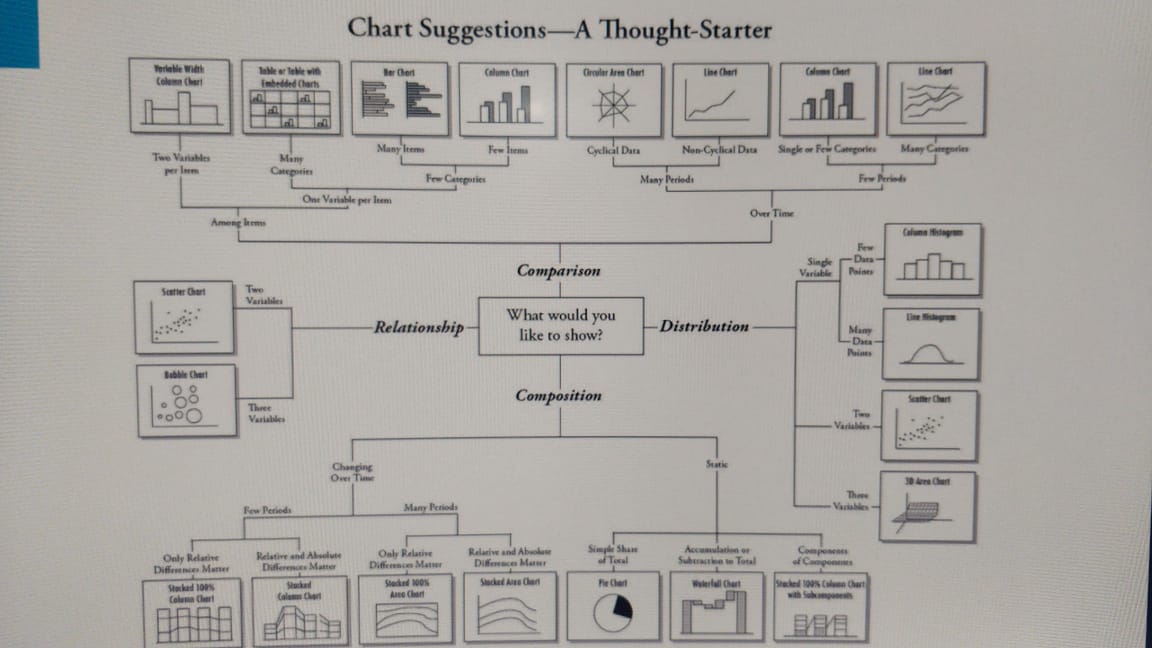 Chart Suggestions—A Thought-Starter
Variable Width
Column Chart
Table or Table with
Embedded Charts
Bar Chart
Column Chart
Circular Area Chart
Line Chart
Column Chart
Line Chart
Two Variables
per Item
Many
Categories
Many Items
Few Items
Cyclical Data
Non-Cyclical Data
Single or Few Categories
Many Categories
Few Categories
Many Periods
Few Periods
One Variable per Item
Among Items
Over Time
Comparison
What would you
like to show?
Relationship
Distribution
Composition
Scatter Chart
Two
Variables
Bubble Chart
Three
Variables
Single
Variable
Few
Data
Points
Column Histogram
Many
Data
Points
Line Histogram
Two
Variables
Scatter Chart
Three
Variables
3D Area Chart
Changing
Over Time
Static
Few Periods
Many Periods
Only Relative
Differences Matter
Relative and Absolute
Differences Matter
Only Relative
Differences Matter
Relative and Absolute
Differences Matter
Simple Share
of Total
Accumulation or
Subtraction to Total
Components
of Components
Stacked 100%
Column Chart
Stacked
Column Chart
Stacked 100%
Area Chart
Stacked Area Chart
Pie Chart
Waterfall Chart
Stacked 100% Column Chart
with Subcomponents